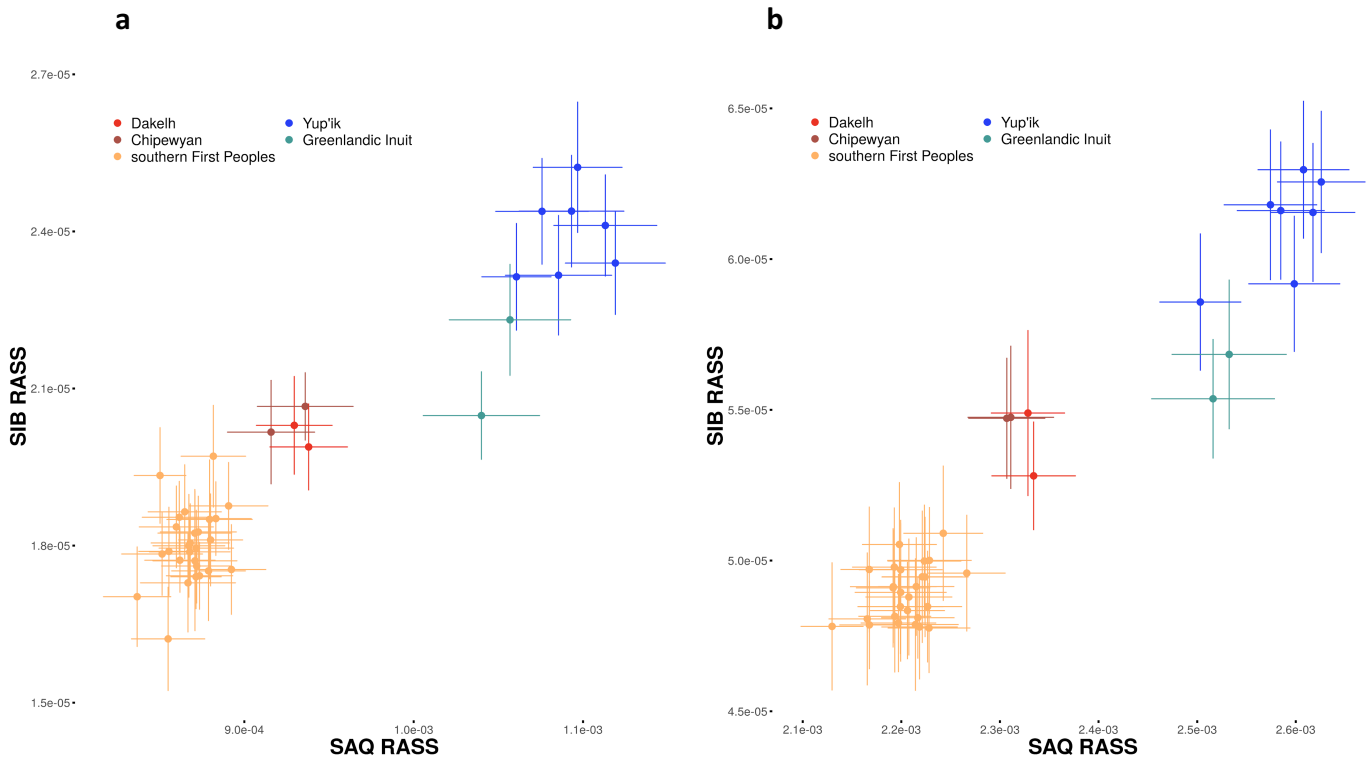 a
2.7e-05
2.4e-05
2.1e-05
1.8e-05
1.5e-05
SIB RASS
Dakelh
Chipewyan
southern First Peoples
Yup'ik
Greenlandic Inuit
9.0e-04
1.0e-03
1.1e-03
SAQ RASS
b
6.5e-05
6.0e-05
5.5e-05
5.0e-05
4.5e-05
SIB RASS
Dakelh
Chipewyan
southern First Peoples
Yup'ik
Greenlandic Inuit
2.1e-03
2.2e-03
2.3e-03
2.4e-03
2.5e-03
2.6e-03
SAQ RASS